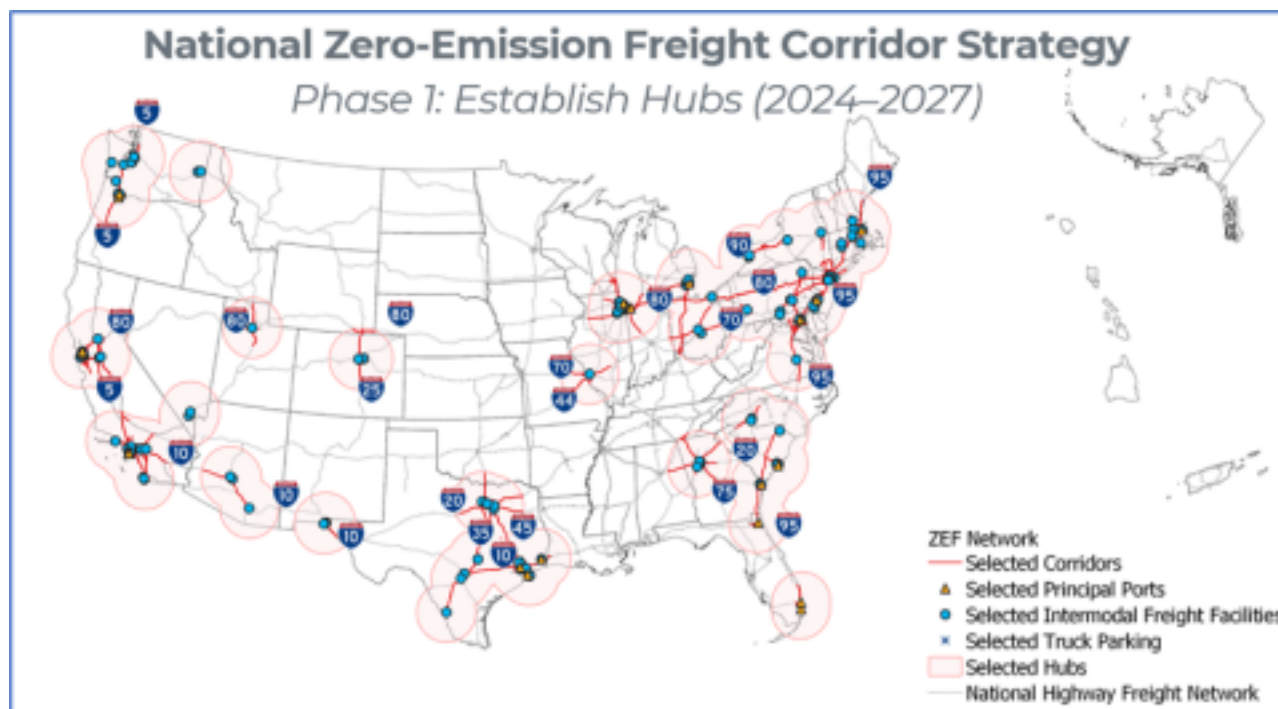 National Zero-Emission Freight Corridor Strategy
Phase 1: Establish Hubs (2024–2027)
5
95
5
90
80
80
95
80
80
80
70
25
70
95
5
44
10
20
10
20
75
35
45
95
10
10
ZEF Network
Selected Corridors
Selected Principal Ports
Selected Intermodal Freight Facilities
Selected Truck Parking
Selected Hubs
National Highway Freight Network